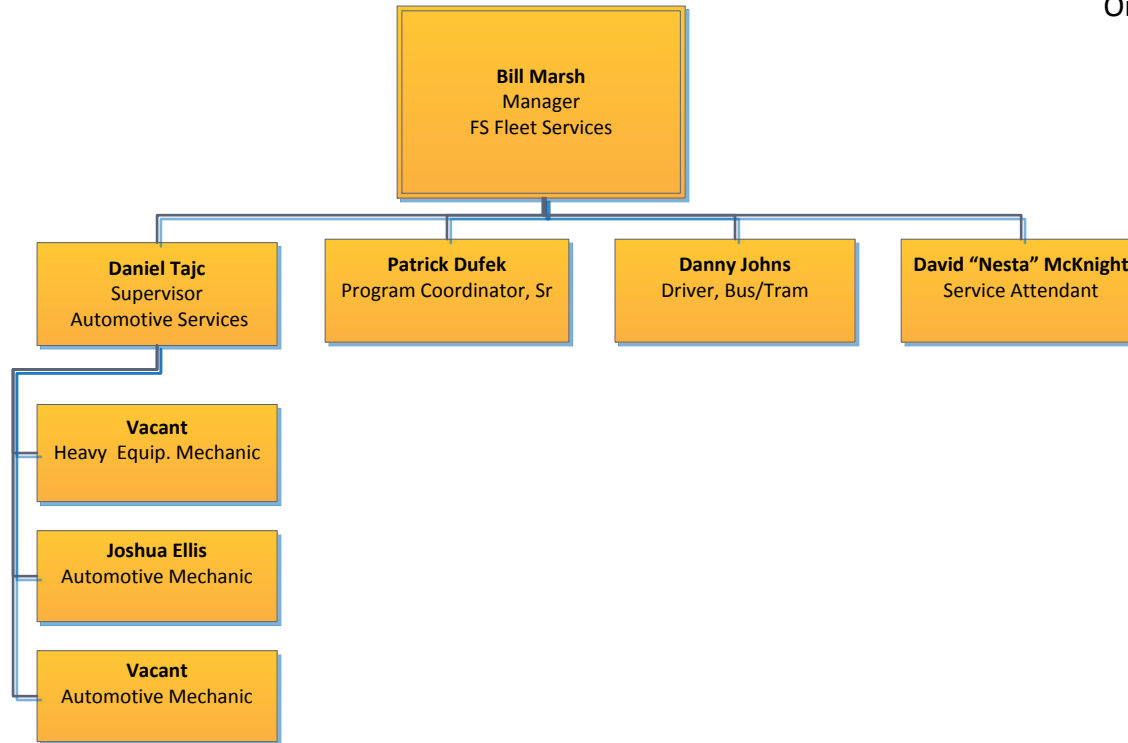 Or
Bill Marsh
Manager
FS Fleet Services
Daniel Tajc
Supervisor
Automotive Services
Patrick Dufek
Program Coordinator, Sr
Danny Johns
Driver, Bus/Tram
David “Nesta” McKnight
Service Attendant
Vacant
Heavy  Equip. Mechanic
Joshua Ellis
Automotive Mechanic
Vacant
Automotive Mechanic